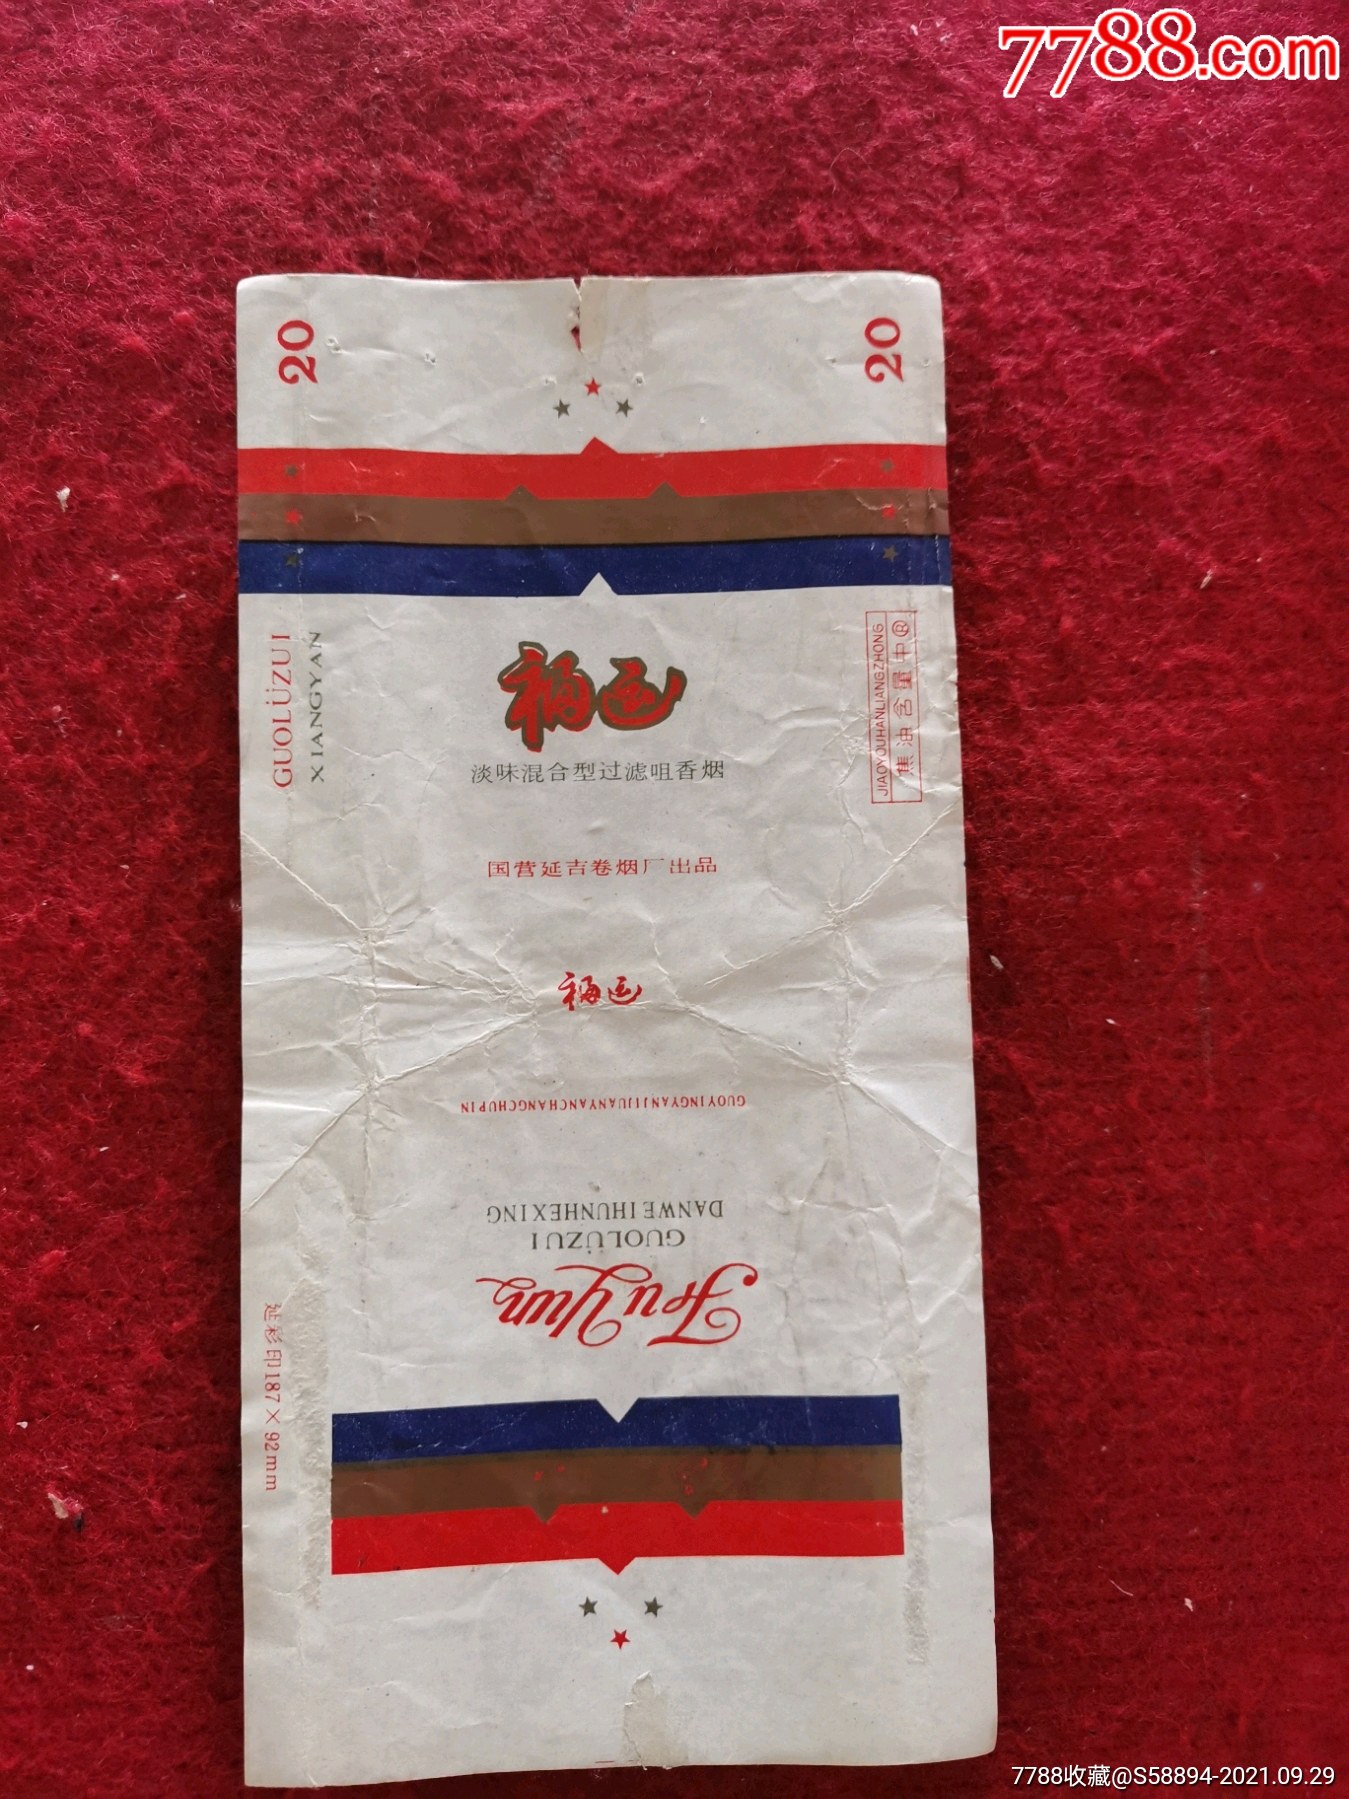 7788.com
20
20
GUOLÜZUI
XIANGYAN
福运
淡味混合型过滤咀香烟
国营延吉卷烟厂出品
JIAOYOUHANLIANGZHONG
焦油含量中®
福运
GUOYINGYANJIJUANYANCHANGCHUPIN
DANWEIHUNHEXING
GUOLÜZUI
FuYun
延彩印187×92mm
7788收藏@S58894-2021.09.29